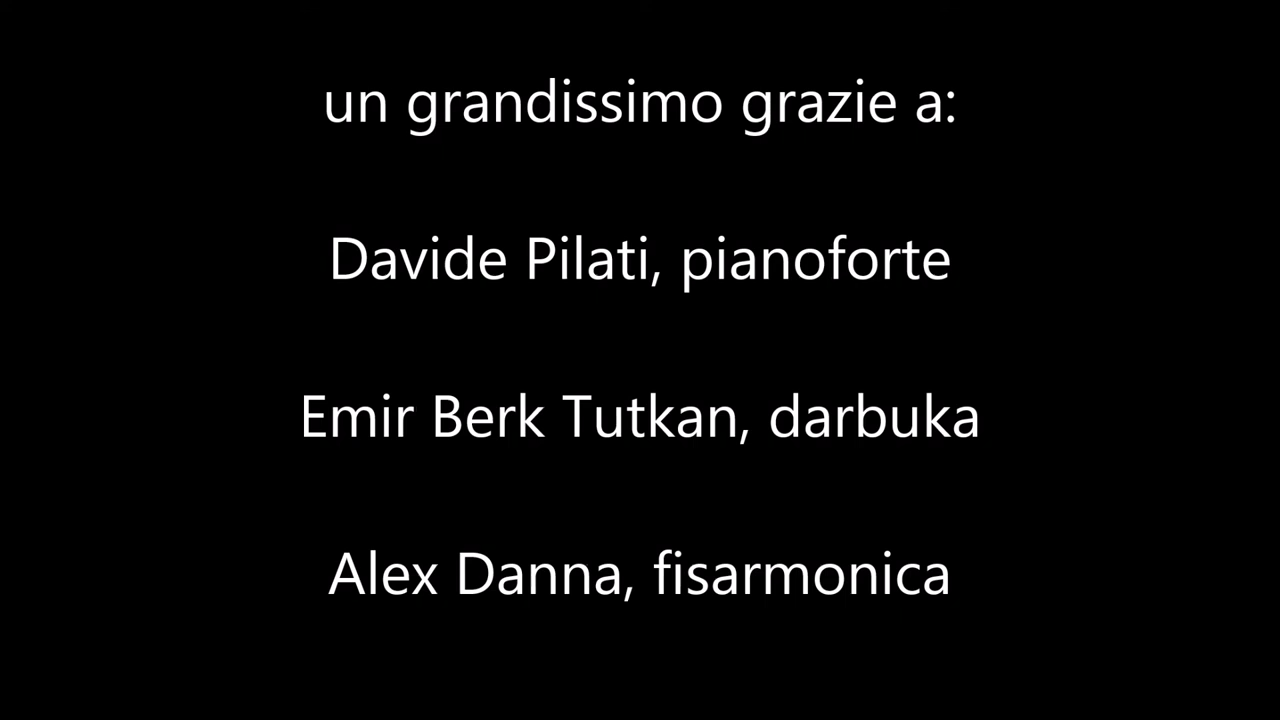 un grandissimo grazie a:
Davide Pilati, pianoforte
Emir Berk Tutkan, darbuka
Alex Danna, fisarmonica